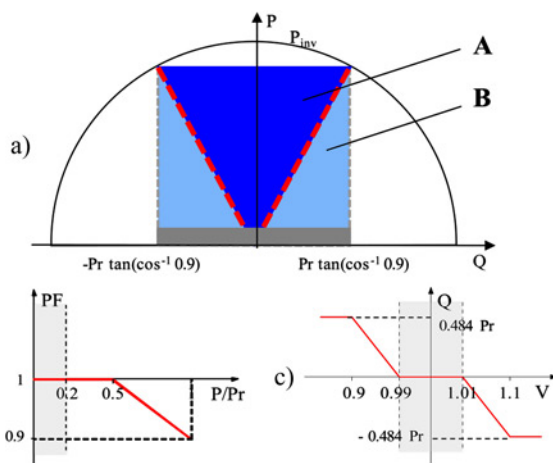 P
P_inv
A
B
a)
-Pr tan(cos⁻¹ 0.9)
Pr tan(cos⁻¹ 0.9)
Q
PF
1
0.2
0.5
P/Pr
0.9
c)
Q
0.484 Pr
0.9
0.99
1.01
1.1
V
- 0.484 Pr